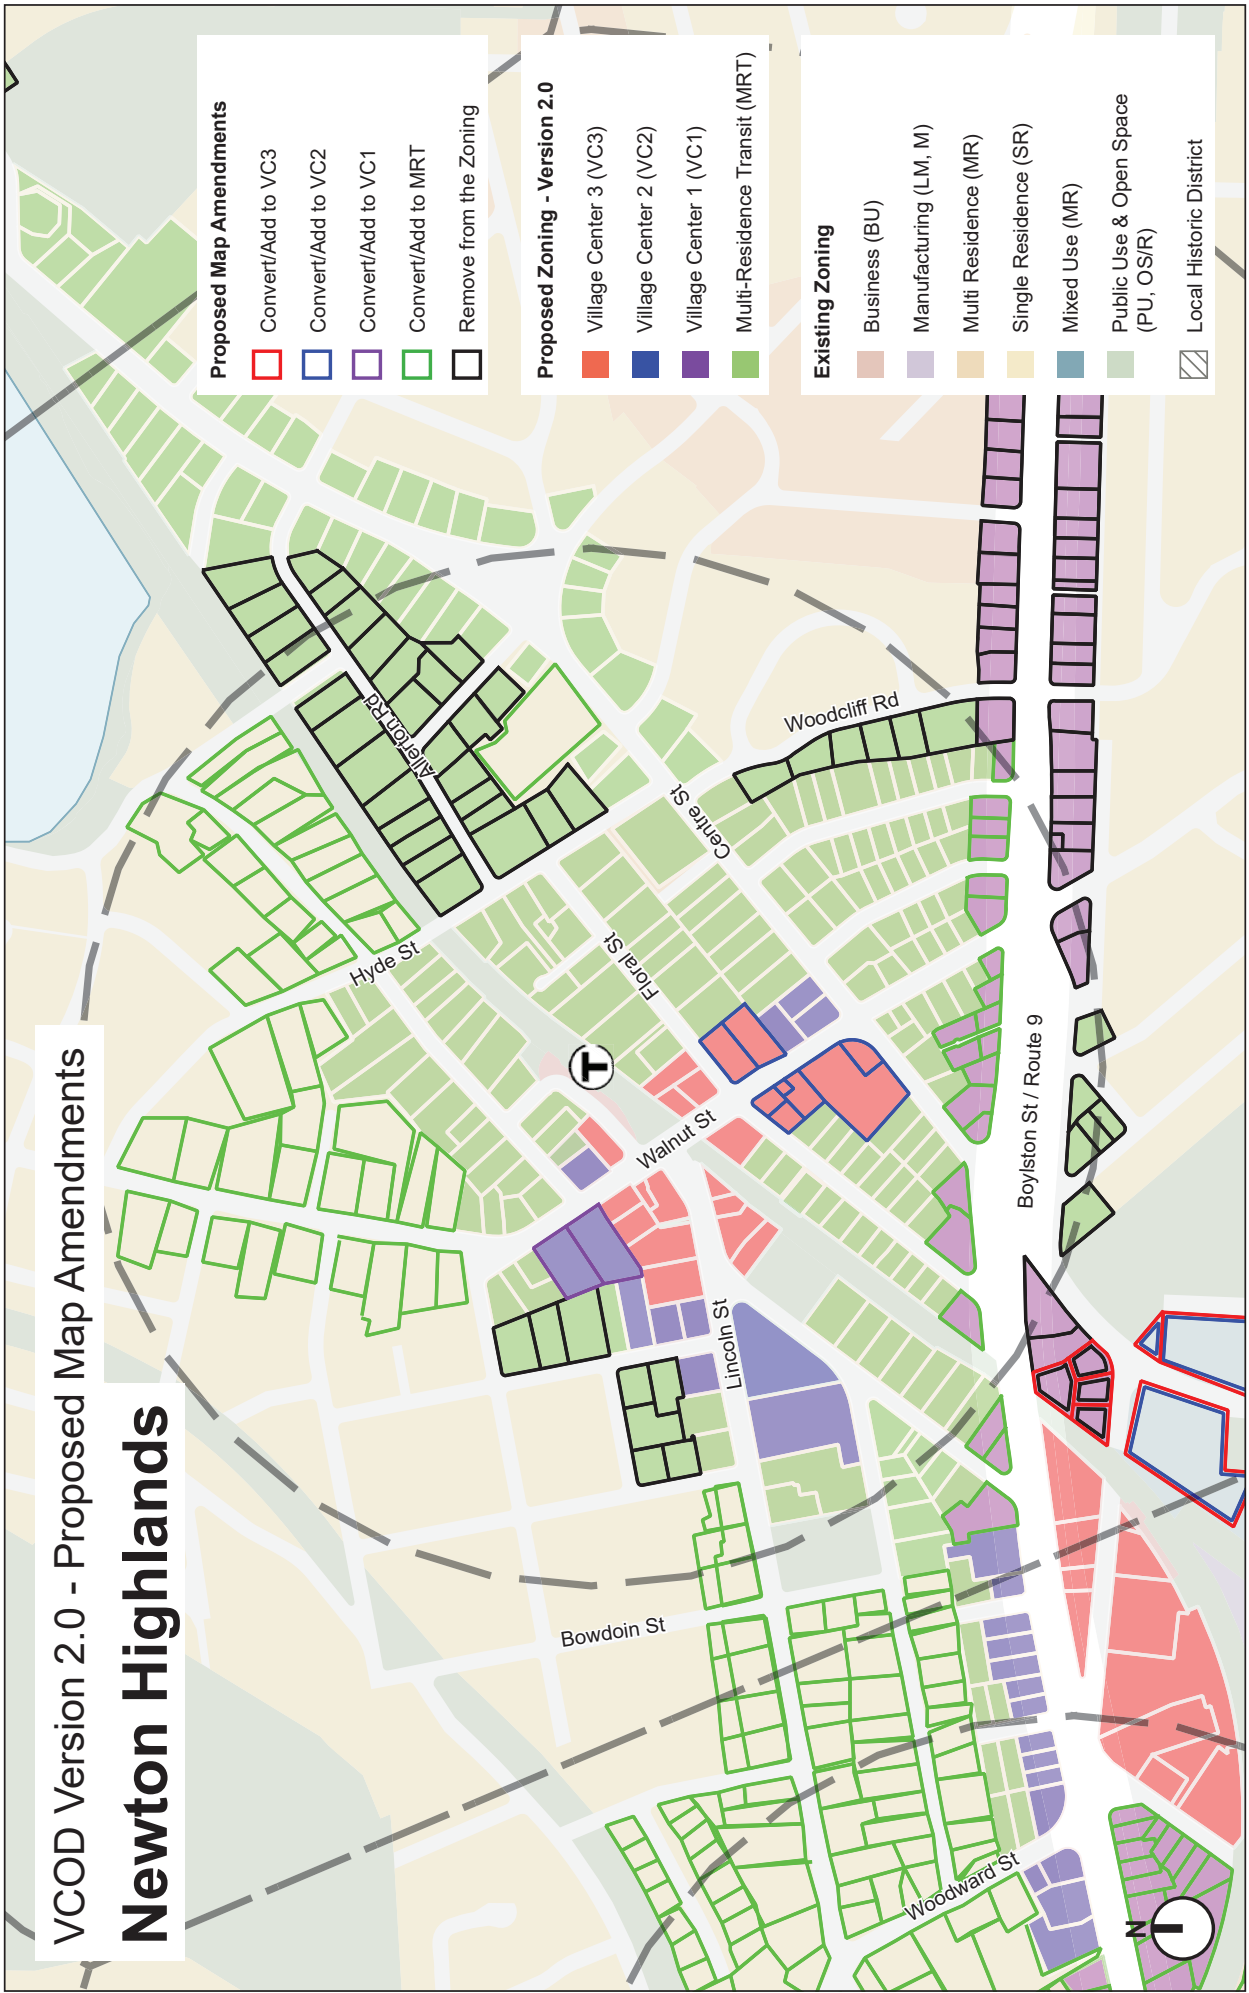 VCOD Version 2.0 - Proposed Map Amendments
Newton Highlands
Proposed Map Amendments
Convert/Add to VC3
Convert/Add to VC2
Convert/Add to VC1
Convert/Add to MRT
Remove from the Zoning
Proposed Zoning - Version 2.0
Village Center 3 (VC3)
Village Center 2 (VC2)
Village Center 1 (VC1)
Multi-Residence Transit (MRT)
Existing Zoning
Business (BU)
Manufacturing (LM, M)
Multi Residence (MR)
Single Residence (SR)
Mixed Use (MR)
Public Use & Open Space
(PU, OS/R)
Local Historic District
Allerton Rd
Hyde St
Woodcliff Rd
Centre St
Floral St
T
Walnut St
Lincoln St
Boylston St / Route 9
Bowdoin St
Woodward St
N